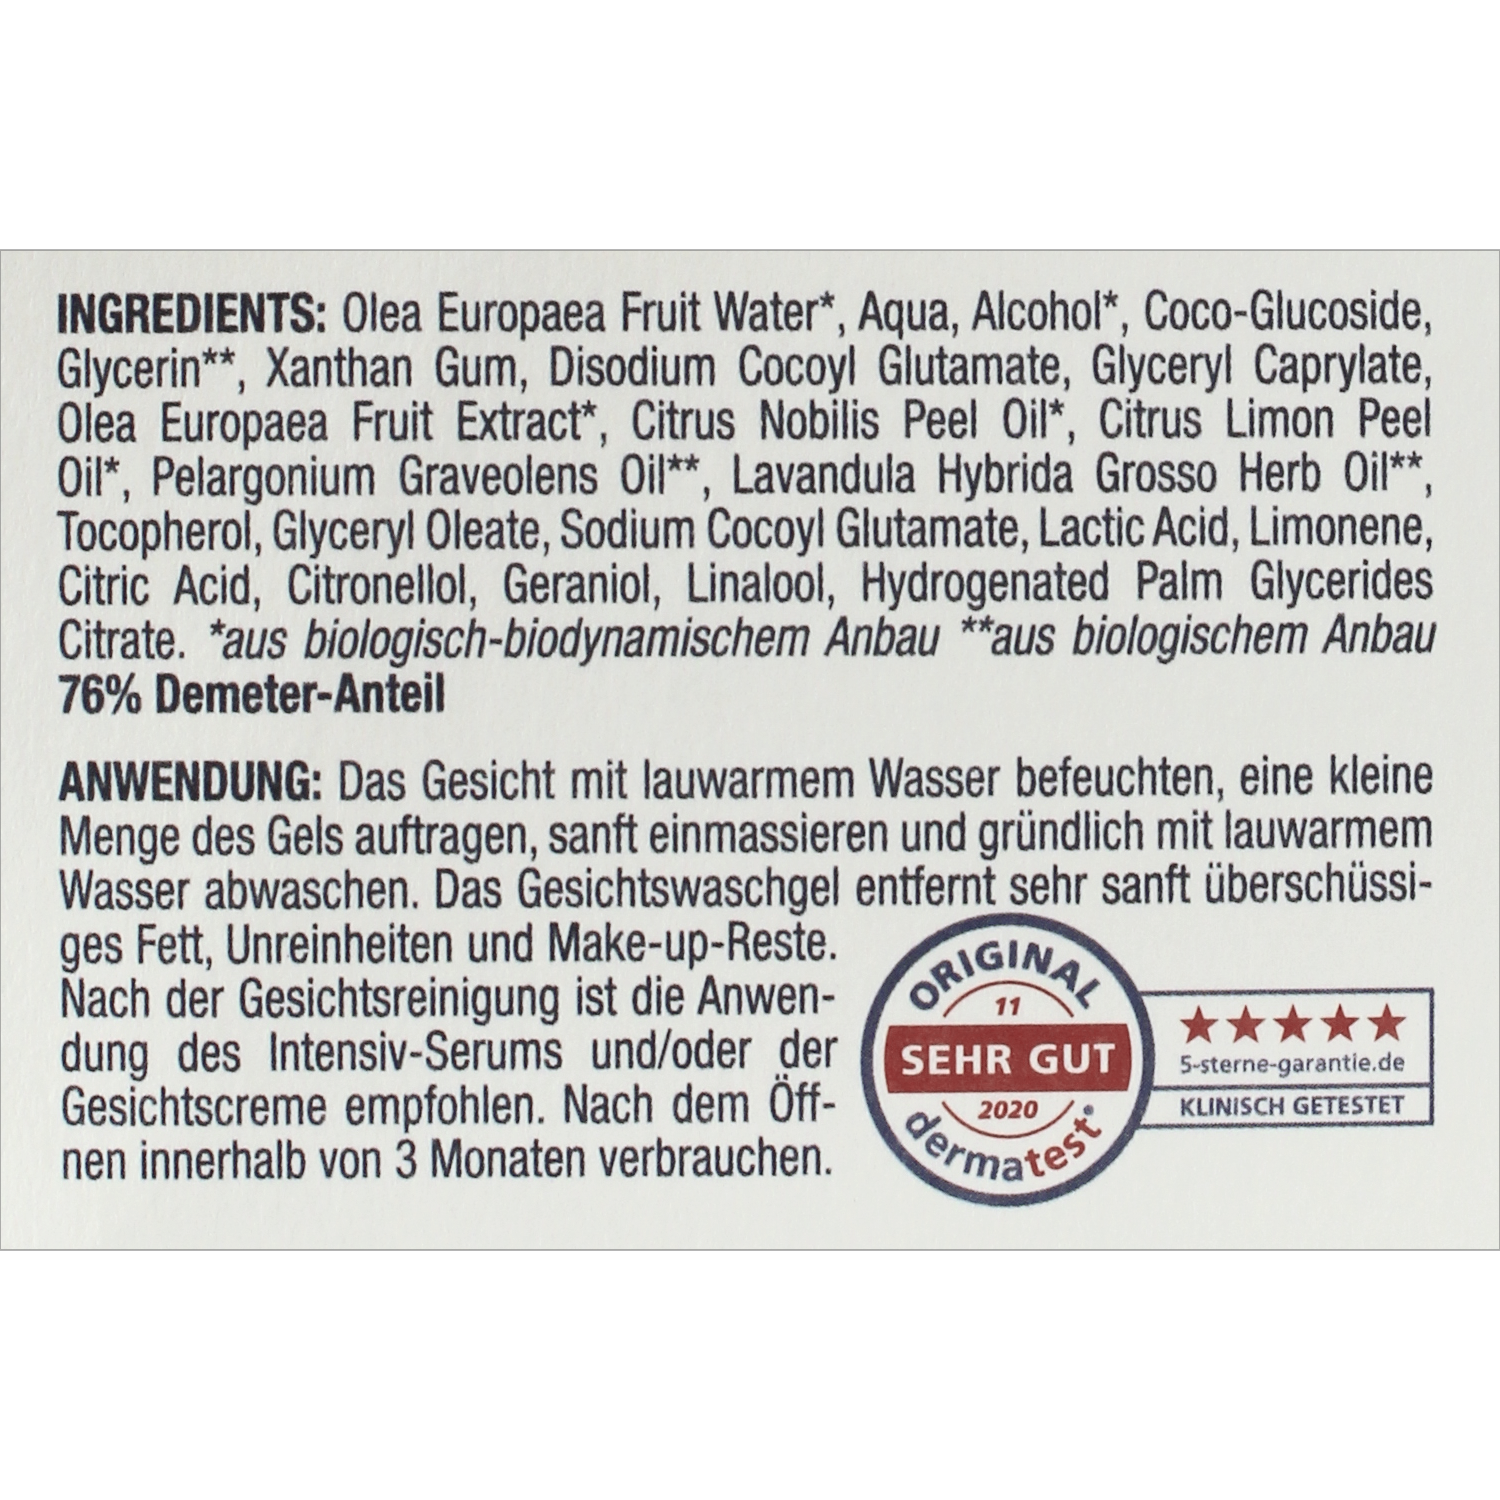 INGREDIENTS: Olea Europaea Fruit Water*, Aqua, Alcohol*, Coco-Glucoside,
Glycerin**, Xanthan Gum, Disodium Cocoyl Glutamate, Glyceryl Caprylate,
Olea Europaea Fruit Extract*, Citrus Nobilis Peel Oil*, Citrus Limon Peel
Oil*, Pelargonium Graveolens Oil**, Lavandula Hybrida Grosso Herb Oil**,
Tocopherol, Glyceryl Oleate, Sodium Cocoyl Glutamate, Lactic Acid, Limonene,
Citric Acid, Citronellol, Geraniol, Linalool, Hydrogenated Palm Glycerides
Citrate. *aus biologisch-biodynamischem Anbau **aus biologischem Anbau
76% Demeter-Anteil
ANWENDUNG: Das Gesicht mit lauwarmem Wasser befeuchten, eine kleine
Menge des Gels auftragen, sanft einmassieren und gründlich mit lauwarmem
Wasser abwaschen. Das Gesichtswaschgel entfernt sehr sanft überschüssi-
ges Fett, Unreinheiten und Make-up-Reste.
Nach der Gesichtsreinigung ist die Anwen-
dung des Intensiv-Serums und/oder der
Gesichtscreme empfohlen. Nach dem Öff-
nen innerhalb von 3 Monaten verbrauchen.
ORIGINAL
11
SEHR GUT
2020
dermatest®
5-sterne-garantie.de
KLINISCH GETESTET